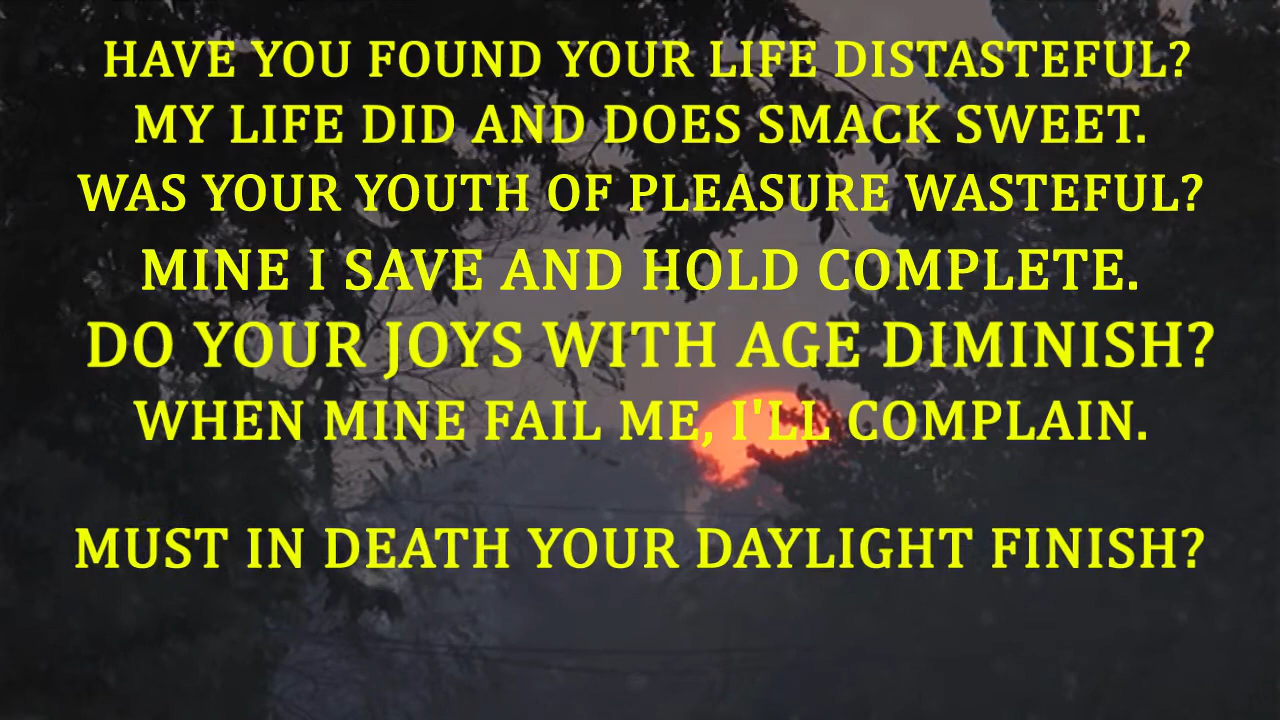 HAVE YOU FOUND YOUR LIFE DISTASTEFUL?
MY LIFE DID AND DOES SMACK SWEET.
WAS YOUR YOUTH OF PLEASURE WASTEFUL?
MINE I SAVE AND HOLD COMPLETE.
DO YOUR JOYS WITH AGE DIMINISH?
WHEN MINE FAIL ME, I'LL COMPLAIN.
MUST IN DEATH YOUR DAYLIGHT FINISH?